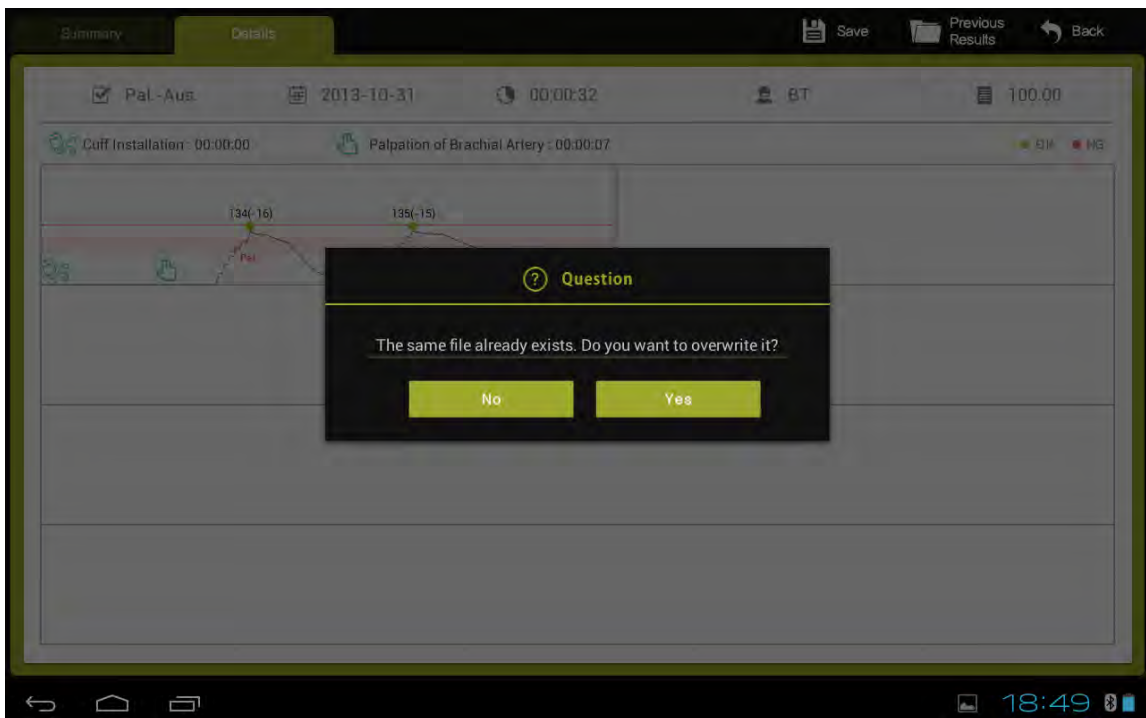 Summary
Details
Save
Previous
Results
Back
Pal.-Aus.
2013-10-31
00:00:32
BT
100.00
Cuff Installation : 00:00:00
Palpation of Brachial Artery : 00:00:07
NG
134(-16)
135(-15)
Pal
Question
The same file already exists. Do you want to overwrite it?
No
Yes
18:49